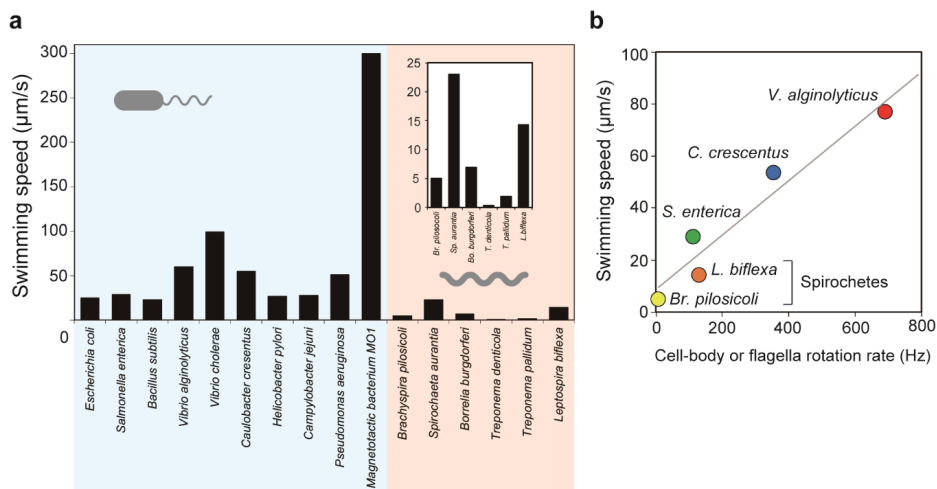 a
Swimming speed (µm/s)
300
250
200
150
100
50
0
Escherichia coli
Salmonella enterica
Bacillus subtilis
Vibrio alginolyticus
Vibrio cholerae
Caulobacter cresentus
Helicobacter pylori
Campylobacter jejuni
Pseudomonas aeruginosa
Magnetotactic bacterium MO1
Brachyspira pilosicoli
Spirochaeta aurantia
Borrelia burgdorferi
Treponema denticola
Treponema pallidum
Leptospira biflexa
25
20
15
10
5
0
Br. pilosocoli
Sp. aurantia
Bo. burgdorferi
T. denticola
T. pallidum
L.biflexa
b
Swimming speed (µm/s)
100
80
60
40
20
0
V. alginolyticus
C. crescentus
S. enterica
L. biflexa
Br. pilosicoli
Spirochetes
0
200
400
600
800
Cell-body or flagella rotation rate (Hz)